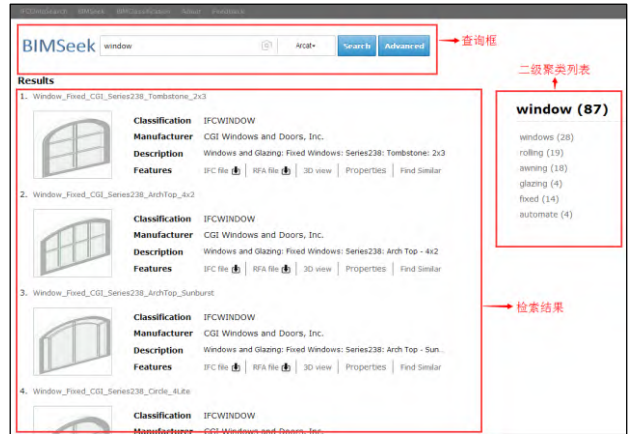 IFCIntoSearch BIMSeek BIMClassification About Feedback
BIMSeek window Arcat Search Advanced
查询框
二级聚类列表
Results
1. Window_Fixed_CGI_Series238_Tombstone_2x3
Classification IFCWINDOW
Manufacturer CGI Windows and Doors, Inc.
Description Windows and Glazing: Fixed Windows: Series238: Tombstone: 2x3
Features IFC file | RFA file | 3D view | Properties | Find Similar
window (87)
windows (28)
rolling (19)
awning (18)
glazing (4)
fixed (14)
automate (4)
2. Window_Fixed_CGI_Series238_ArchTop_4x2
Classification IFCWINDOW
Manufacturer CGI Windows and Doors, Inc.
Description Windows and Glazing: Fixed Windows: Series238: Arch Top - 4x2
Features IFC file | RFA file | 3D view | Properties | Find Similar
3. Window_Fixed_CGI_Series238_ArchTop_Sunburst
检索结果
Classification IFCWINDOW
Manufacturer CGI Windows and Doors, Inc.
Description Windows and Glazing: Fixed Windows: Series238: Arch Top - Sun...
Features IFC file | RFA file | 3D view | Properties | Find Similar
4. Window_Fixed_CGI_Series238_Circle_4Lite
Classification IFCWINDOW
Manufacturer CGI Windows and Doors, Inc.